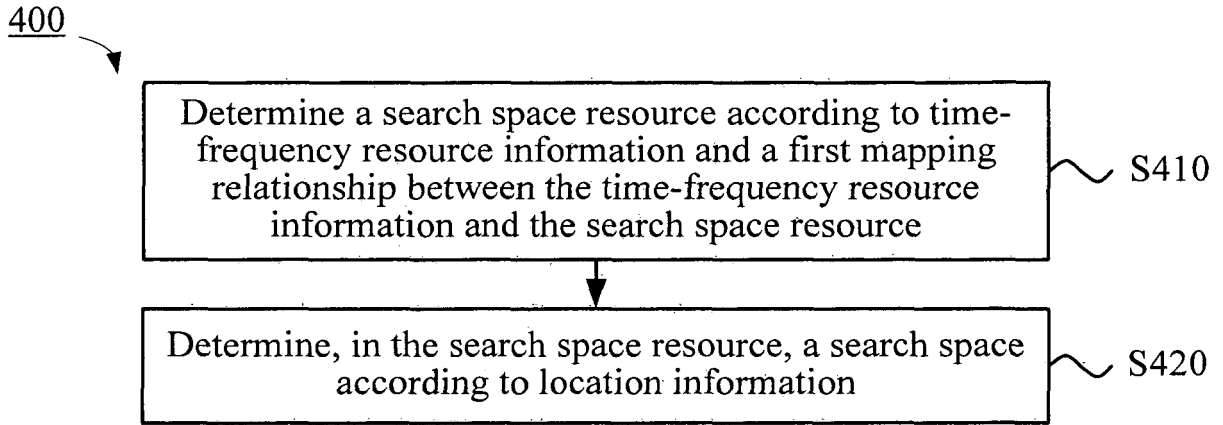 400
Determine a search space resource according to time-
frequency resource information and a first mapping
relationship between the time-frequency resource
information and the search space resource
S410
Determine, in the search space resource, a search space
according to location information
S420